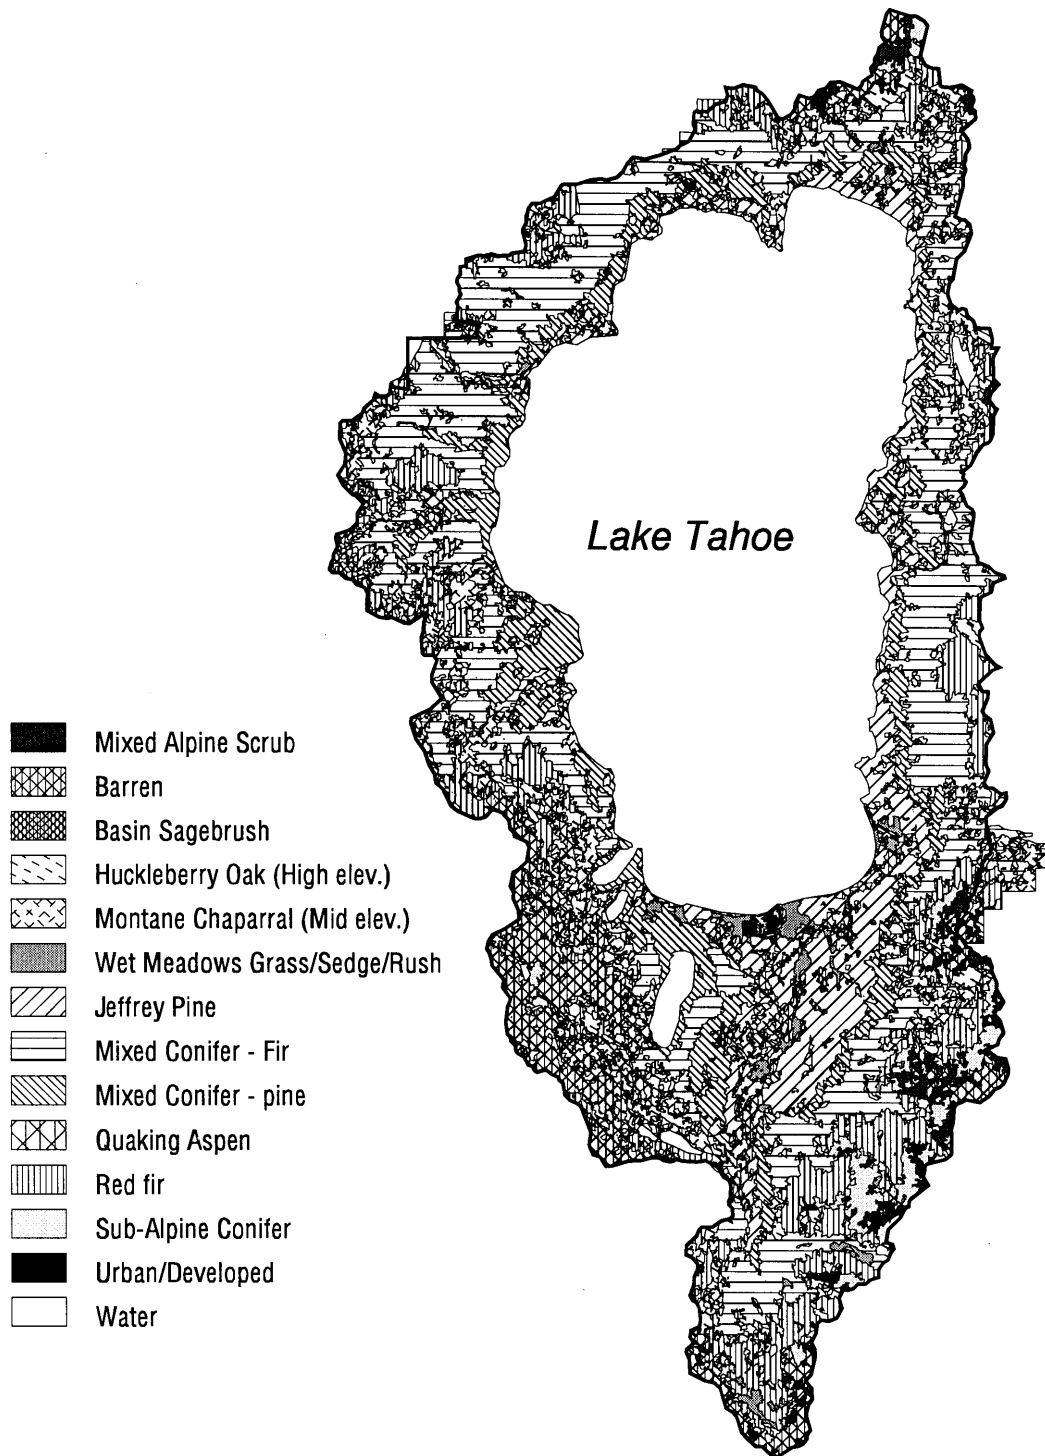 Lake Tahoe
Mixed Alpine Scrub
Barren
Basin Sagebrush
Huckleberry Oak (High elev.)
Montane Chaparral (Mid elev.)
Wet Meadows Grass/Sedge/Rush
Jeffrey Pine
Mixed Conifer - Fir
Mixed Conifer - pine
Quaking Aspen
Red fir
Sub-Alpine Conifer
Urban/Developed
Water